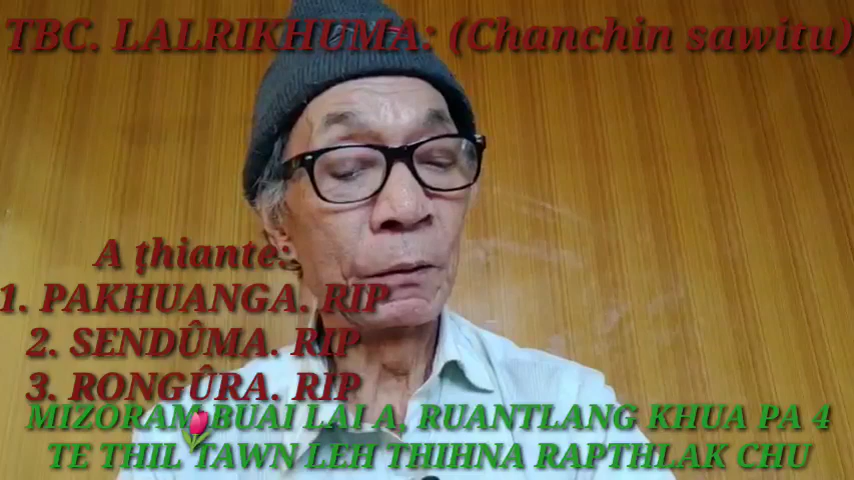 TBC. LALRIKHUMA: (Chanchin sawitu)
A ṭhiante:
1. PAKHUANGA. RIP
2. SENDÛMA. RIP
3. RONGÛRA. RIP
MIZORAM BUAI LAI A, RUANTLANG KHUA PA 4
TE THIL TAWN LEH THIHNA RAPTHLAK CHU